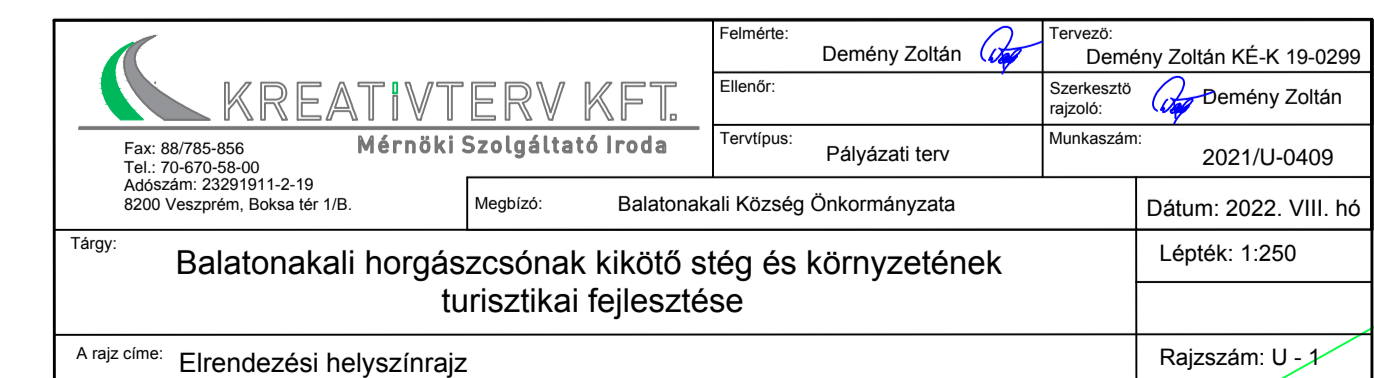 KREATIVTERV KFT.
Mérnöki Szolgáltató Iroda
Fax: 88/785-856
Tel.: 70-670-58-00
Adószám: 23291911-2-19
8200 Veszprém, Boksa tér 1/B.
Felmérte:
Demény Zoltán
Tervezö:
Demény Zoltán KÉ-K 19-0299
Ellenőr:
Szerkesztö
rajzoló:
Demény Zoltán
Tervtípus:
Pályázati terv
Munkaszám:
2021/U-0409
Megbízó:
Balatonakali Község Önkormányzata
Dátum: 2022. VIII. hó
Tárgy:
Balatonakali horgászcsónak kikötő stég és környzetének
turisztikai fejlesztése
Lépték: 1:250
A rajz címe:
Elrendezési helyszínrajz
Rajzszám: U - 1